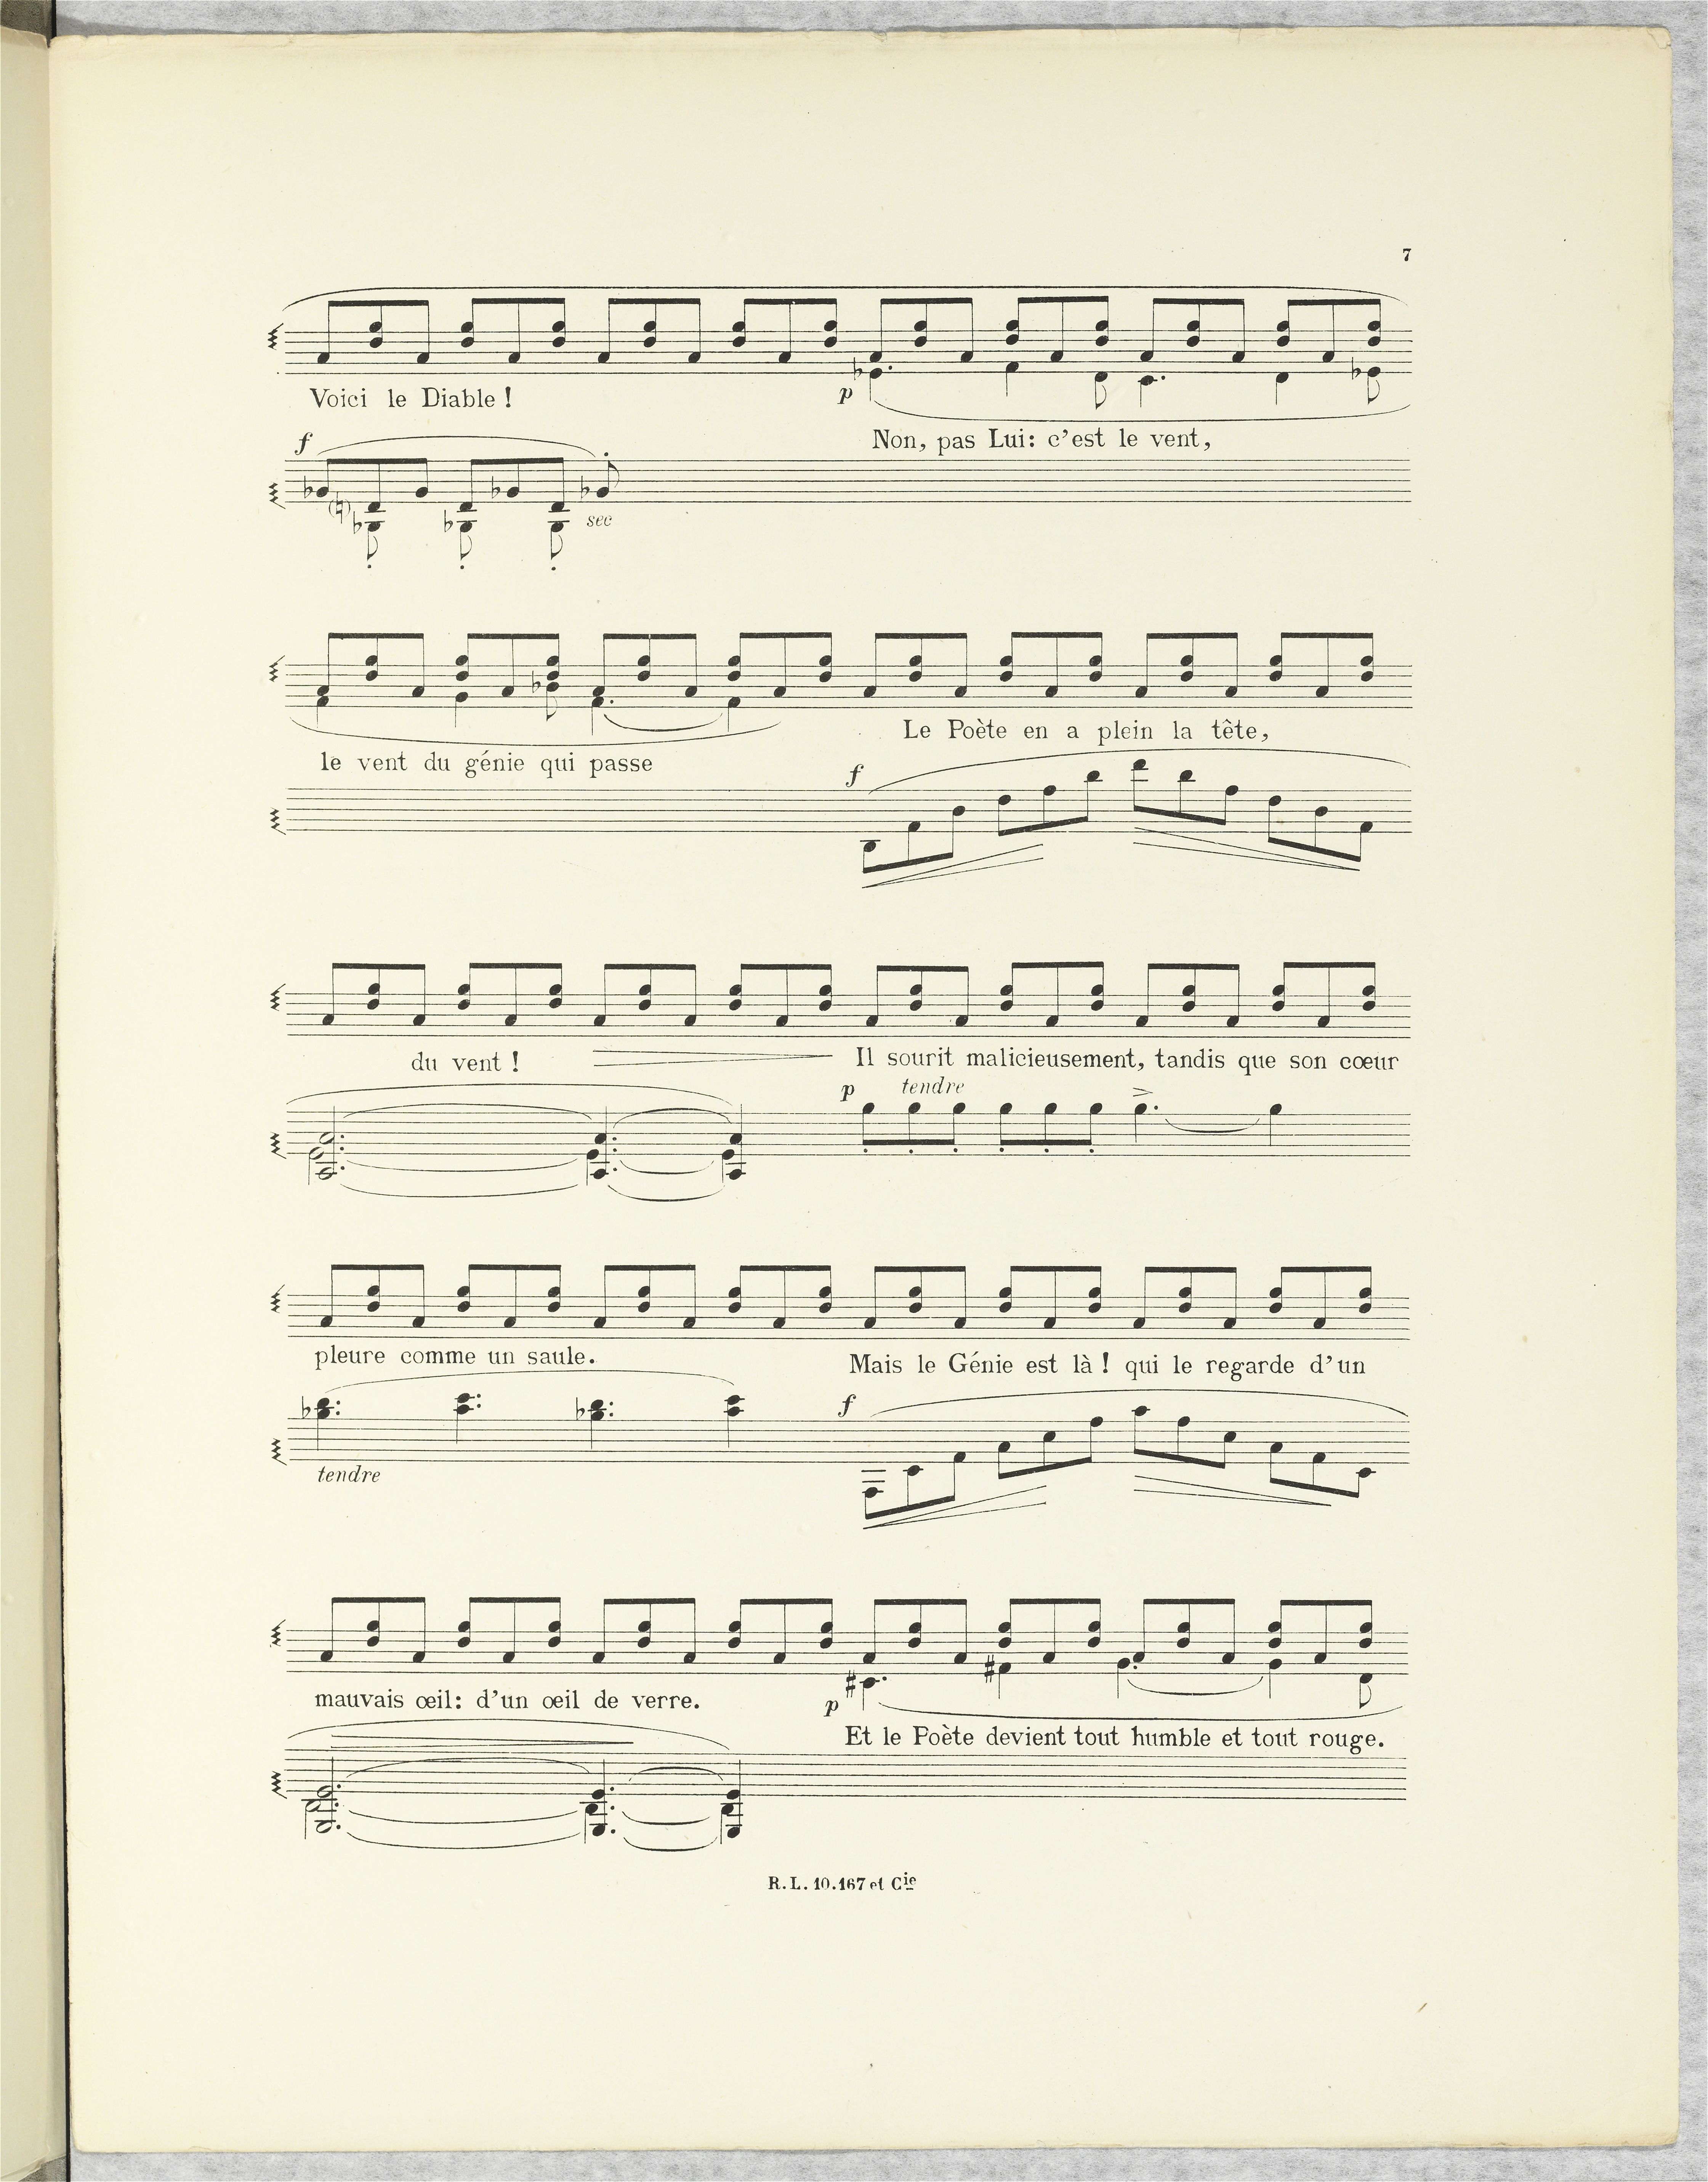 7
Voici le Diable !
p
f
Non, pas Lui: c'est le vent,
sec
Le Poète en a plein la tête,
le vent du génie qui passe
f
du vent !
Il sourit malicieusement, tandis que son cœur
p tendre
pleure comme un saule.
Mais le Génie est là ! qui le regarde d'un
f
tendre
mauvais œil: d'un œil de verre.
p
Et le Poète devient tout humble et tout rouge.
R. L. 10.167 et Cie